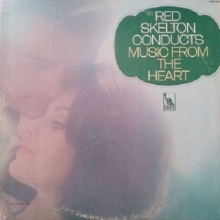 RED
SKELTON
CONDUCTS
MUSIC FROM
THE
HEART